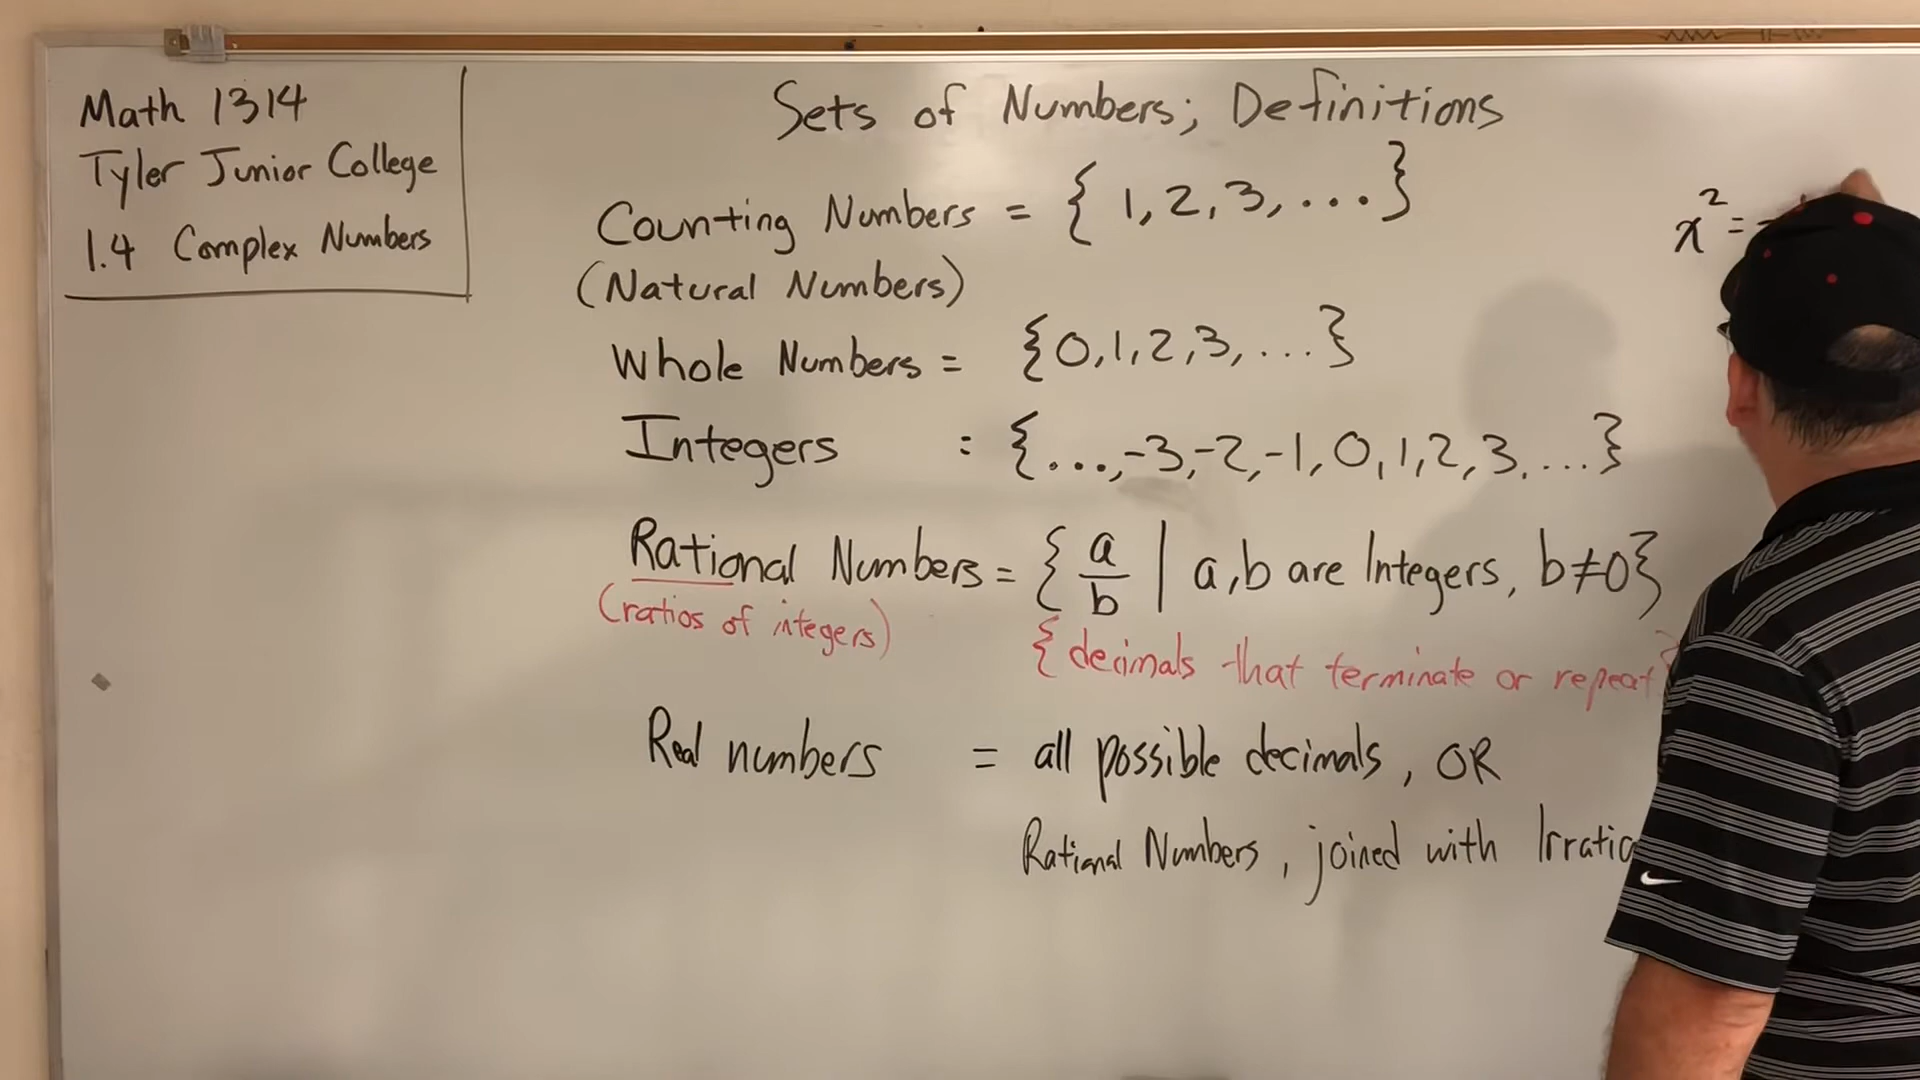 Math 1314
Tyler Junior College
1.4 Complex Numbers
Sets of Numbers; Definitions
Counting Numbers = { 1, 2, 3, ... }
(Natural Numbers)
Whole Numbers = {0, 1, 2, 3, ... }
Integers = {..., -3, -2, -1, 0, 1, 2, 3, ... }
Rational Numbers = { a/b | a, b are Integers, b≠0}
(ratios of integers) { decimals that terminate or repeat }
Real numbers = all possible decimals, OR
Rational Numbers, joined with
x² = -